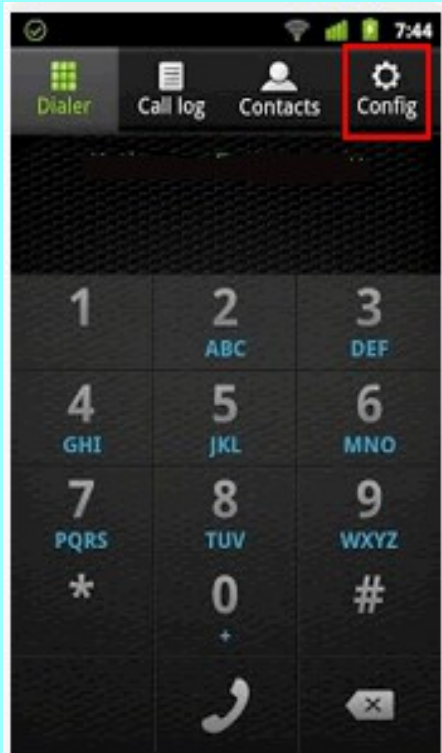 7:44
Dialer Call log Contacts Config
1 2 3
ABC DEF
4 5 6
GHI JKL MNO
7 8 9
PQRS TUV WXYZ
* 0 #
+